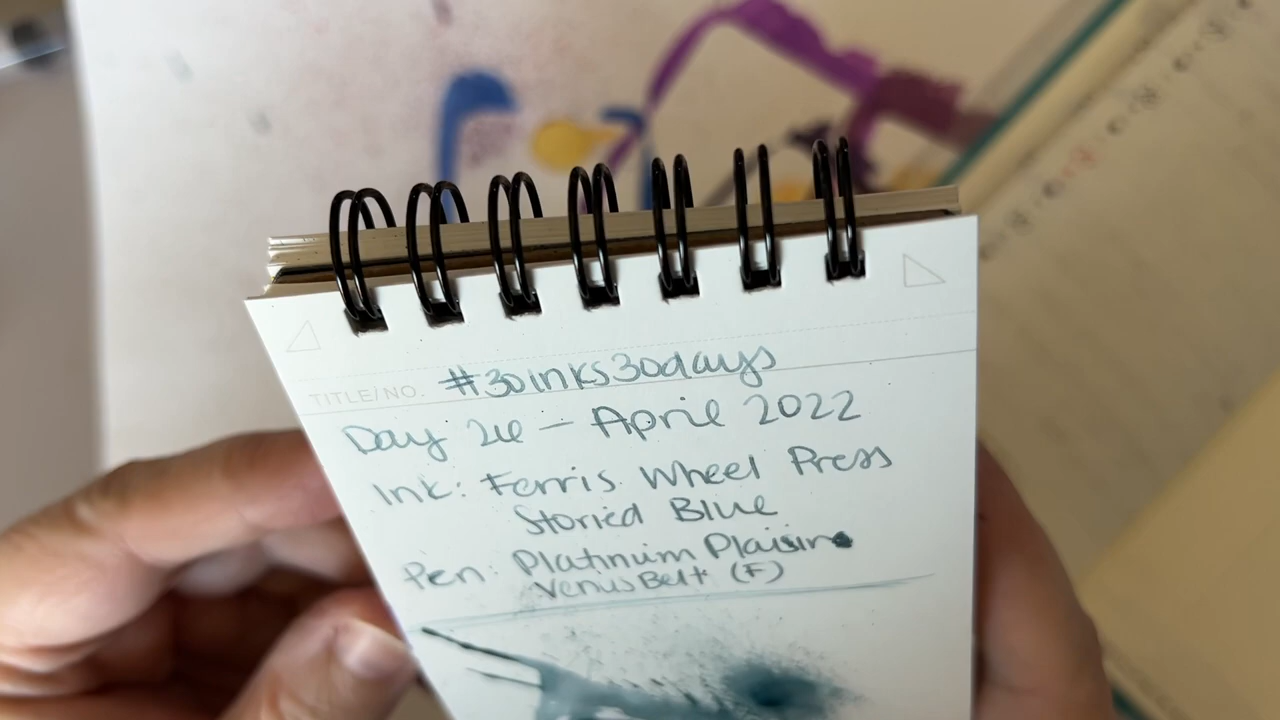 TITLE/NO. #30inks30days
Day 26 - April 2022
Ink: Ferris Wheel Press
Storied Blue
Pen: Platinum Plaisir
Venus Belt (F)